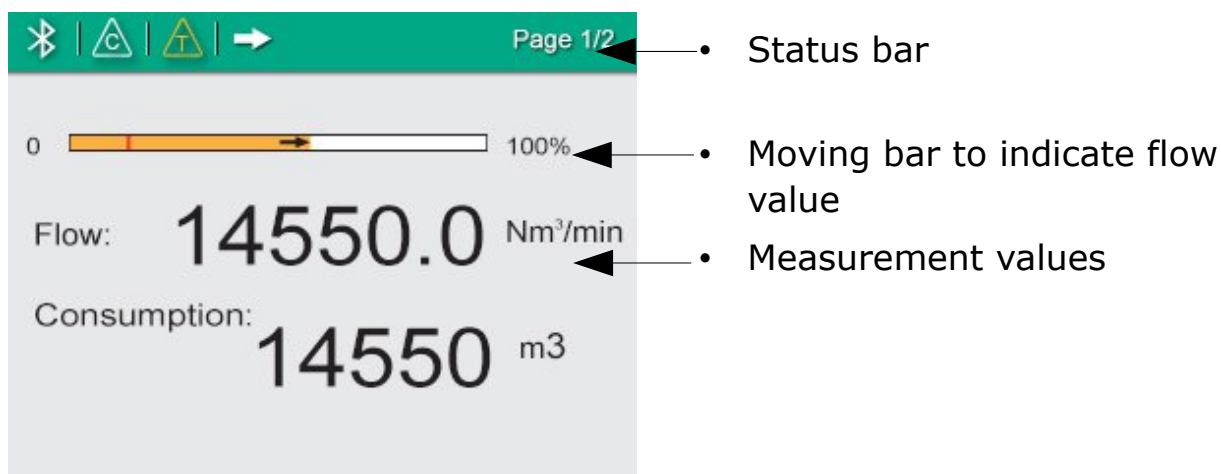 C T Page 1/2
• Status bar
0 100%
• Moving bar to indicate flow
value
Flow: 14550.0 Nm³/min
• Measurement values
Consumption:
14550 m3